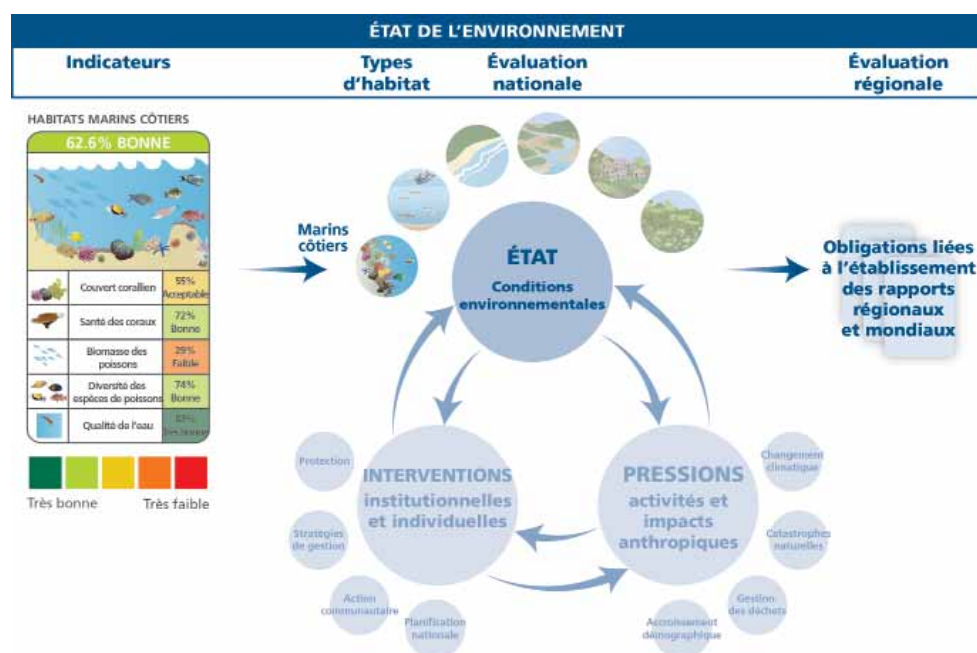 ÉTAT DE L'ENVIRONNEMENT
Indicateurs
Types
d'habitat
Évaluation
nationale
Évaluation
régionale
HABITATS MARINS CÔTIERS
62.6% BONNE
Couvert corallien
55%
Acceptable
Santé des coraux
72%
Bonne
Biomasse des
poissons
29%
Faible
Diversité des
espèces de poissons
74%
Bonne
Qualité de l'eau
Très bonne
Très faible
Marins
côtiers
ÉTAT
Conditions
environnementales
Obligations liées
à l'établissement
des rapports
régionaux
et mondiaux
INTERVENTIONS
institutionnelles
et individuelles
PRESSIONS
activités et
impacts
anthropiques
Protection
Stratégies
de gestion
Action
communautaire
Planification
nationale
Changement
climatique
Catastrophes
naturelles
Gestion
des déchets
Accroissement
démographique